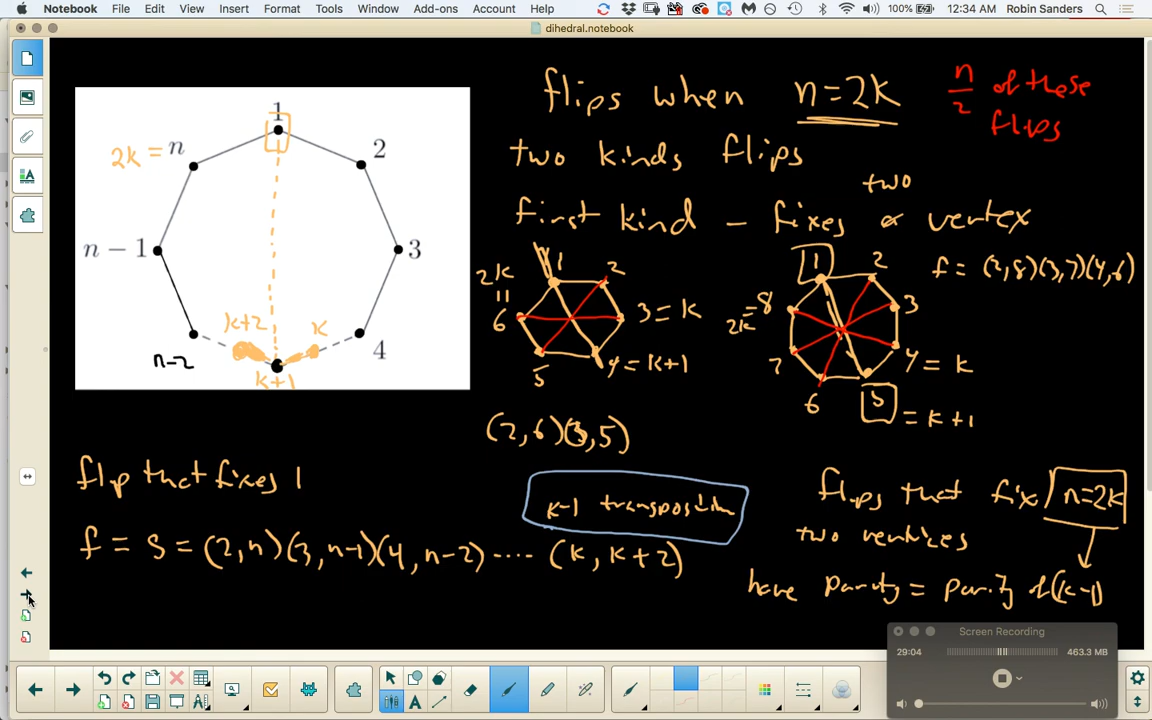 Notebook File Edit View Insert Format Tools Window Add-ons Account Help 100% 12:34 AM Robin Sanders
dihedral.notebook
flips when n=2k
n/2 of these flips
two kinds flips
two
first kind – fixes a vertex
1
2
3
4
k
k+1
k+2
n-2
n − 1
2k = n
2k
11
6
1
2
3 = k
4 = k+1
5
(2,6)(3,5)
1
2
3
4 = k
5 = k+1
6
7
2k = 8
f = (2,8)(3,7)(4,6)
flip that fixes 1
k-1 transposition
f = s = (2,n)(3,n-1)(4,n-2) ···· (k, k+2)
flips that fix n=2k
two vertices
have parity = parity of (k-1)
Screen Recording
29:04 463.3 MB